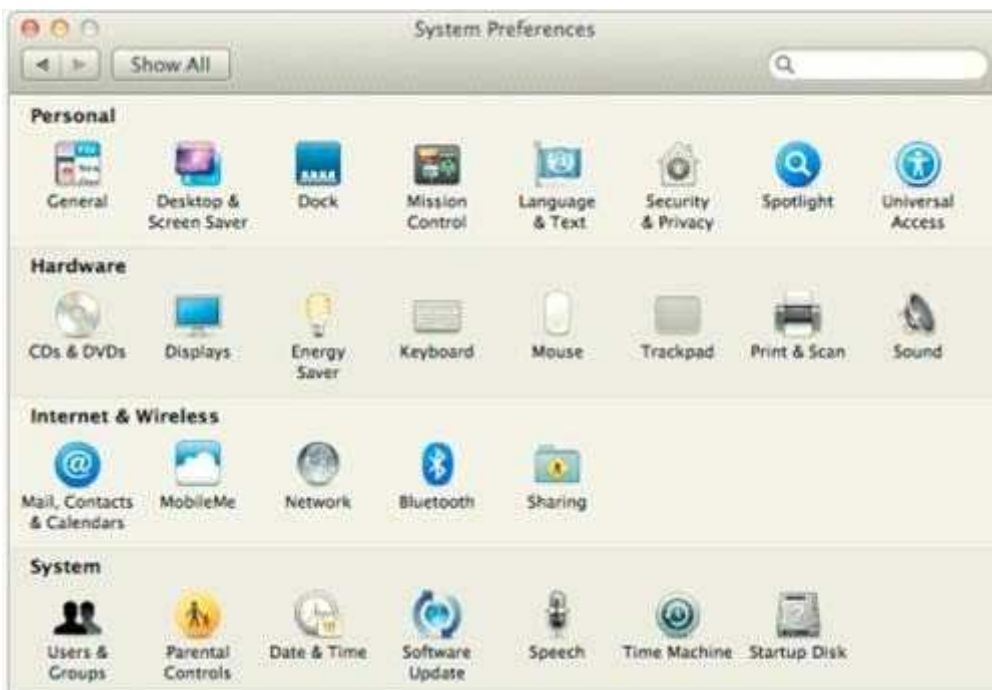 System Preferences
Show All
Personal
General
Desktop &
Screen Saver
Dock
Mission
Control
Language
& Text
Security
& Privacy
Spotlight
Universal
Access
Hardware
CDs & DVDs
Displays
Energy
Saver
Keyboard
Mouse
Trackpad
Print & Scan
Sound
Internet & Wireless
Mail, Contacts
& Calendars
MobileMe
Network
Bluetooth
Sharing
System
Users &
Groups
Parental
Controls
Date & Time
Software
Update
Speech
Time Machine
Startup Disk